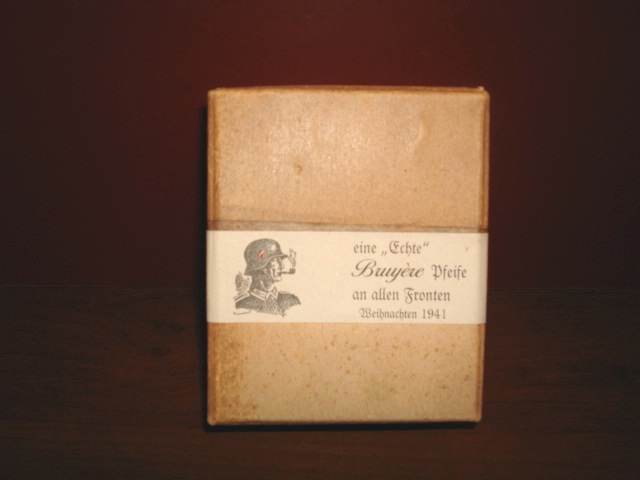 eine „Echte“
Bruyère Pfeife
an allen Fronten
Weihnachten 1941